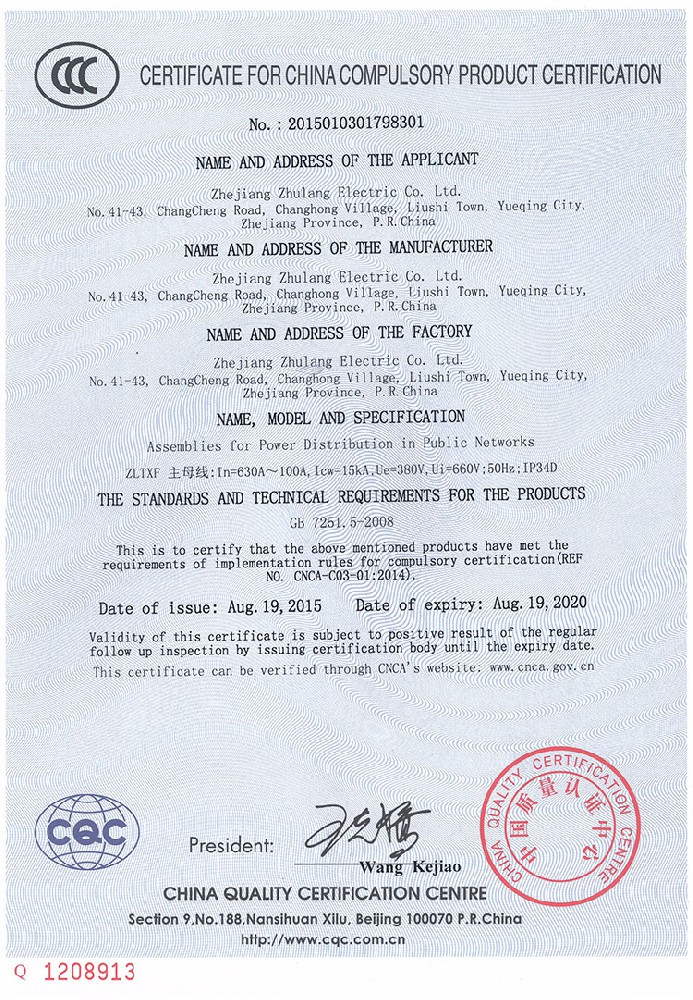 CCC
CERTIFICATE FOR CHINA COMPULSORY PRODUCT CERTIFICATION
No. : 2015010301798301
NAME AND ADDRESS OF THE APPLICANT
Zhejiang Zhulang Electric Co. Ltd.
No. 41-43, ChangCheng Road, Changhong Village, Liushi Town, Yueqing City,
Zhejiang Province, P.R.China
NAME AND ADDRESS OF THE MANUFACTURER
Zhejiang Zhulang Electric Co. Ltd.
No. 41-43, ChangCheng Road, Changhong Village, Liushi Town, Yueqing City,
Zhejiang Province, P.R.China
NAME AND ADDRESS OF THE FACTORY
Zhejiang Zhulang Electric Co. Ltd.
No. 41-43, ChangCheng Road, Changhong Village, Liushi Town, Yueqing City,
Zhejiang Province, P.R.China
NAME, MODEL AND SPECIFICATION
Assemblies for Power Distribution in Public Networks
ZLTXF 主母线:In=630A～100A,Icw=15kA,Ue=380V,Ui=660V;50Hz;IP34D
THE STANDARDS AND TECHNICAL REQUIREMENTS FOR THE PRODUCTS
GB 7251.5-2008
This is to certify that the above mentioned products have met the
requirements of implementation rules for compulsory certification(REF
NO. CNCA-C03-01:2014).
Date of issue: Aug. 19, 2015 Date of expiry: Aug. 19, 2020
Validity of this certificate is subject to positive result of the regular
follow up inspection by issuing certification body until the expiry date.
This certificate can be verified through CNCA's website: www.cnca.gov.cn
CHINA QUALITY CERTIFICATION CENTRE
中国质量认证中心
CQC
President:
Wang Kejiao
CHINA QUALITY CERTIFICATION CENTRE
Section 9,No.188,Nansihuan Xilu, Beijing 100070 P.R.China
http://www.cqc.com.cn
Q 1208913